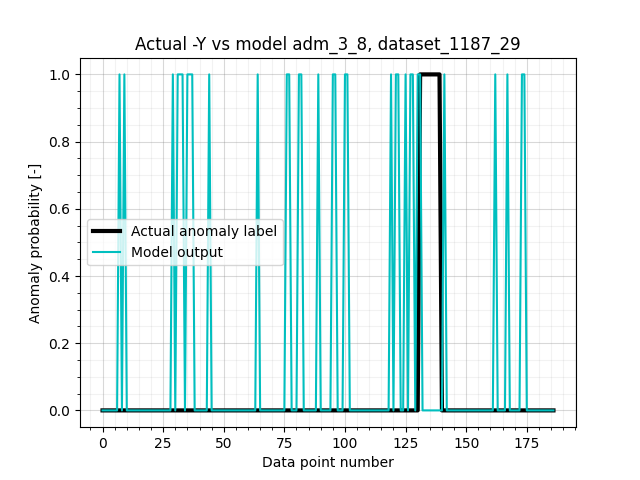 Actual -Y vs model adm_3_8, dataset_1187_29
1.0
0.8
0.6
0.4
0.2
0.0
Anomaly probability [-]
Actual anomaly label
Model output
0 25 50 75 100 125 150 175
Data point number